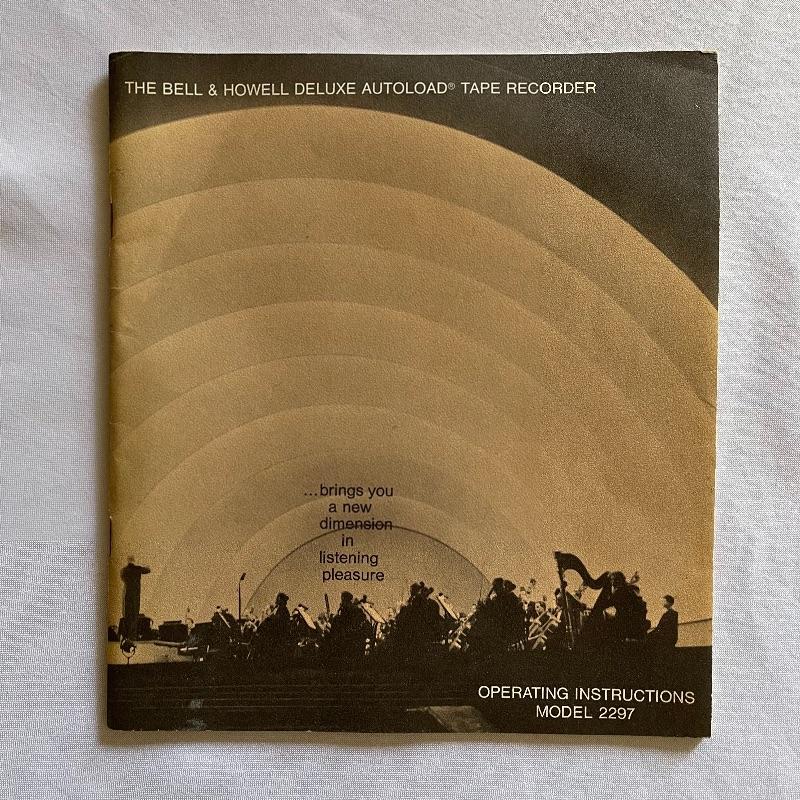 THE BELL & HOWELL DELUXE AUTOLOAD® TAPE RECORDER
...brings you
a new
dimension
in
listening
pleasure
OPERATING INSTRUCTIONS
MODEL 2297